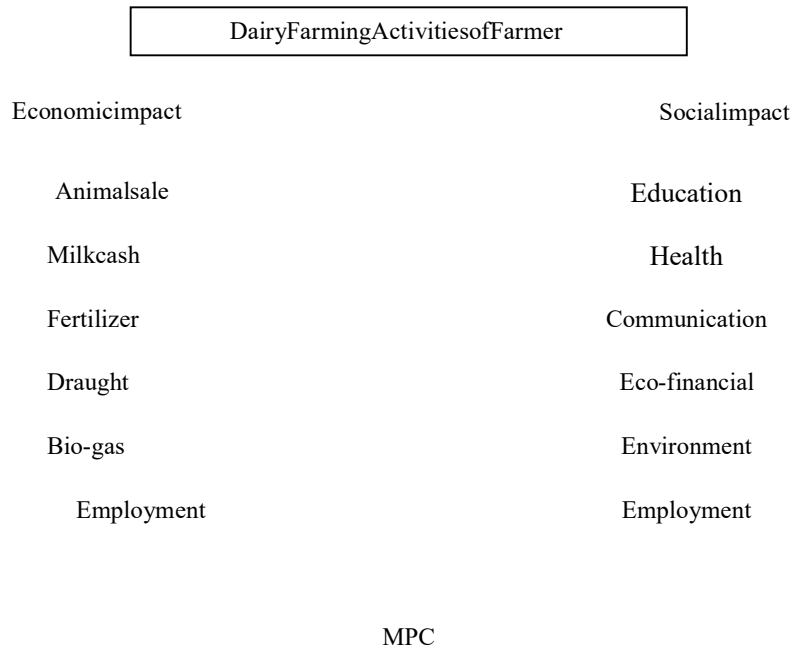 DairyFarmingActivitiesofFarmer
Economicimpact Socialimpact
Animalsale Education
Milkcash Health
Fertilizer Communication
Draught Eco-financial
Bio-gas Environment
Employment Employment
MPC